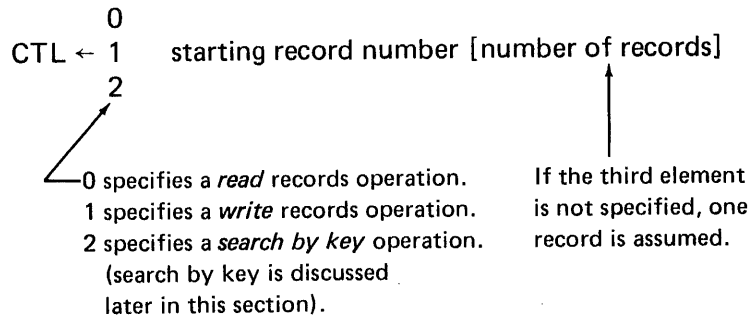 0
CTL ← 1 starting record number [number of records]
2
0 specifies a read records operation.
1 specifies a write records operation.
2 specifies a search by key operation.
(search by key is discussed
later in this section).
If the third element
is not specified, one
record is assumed.